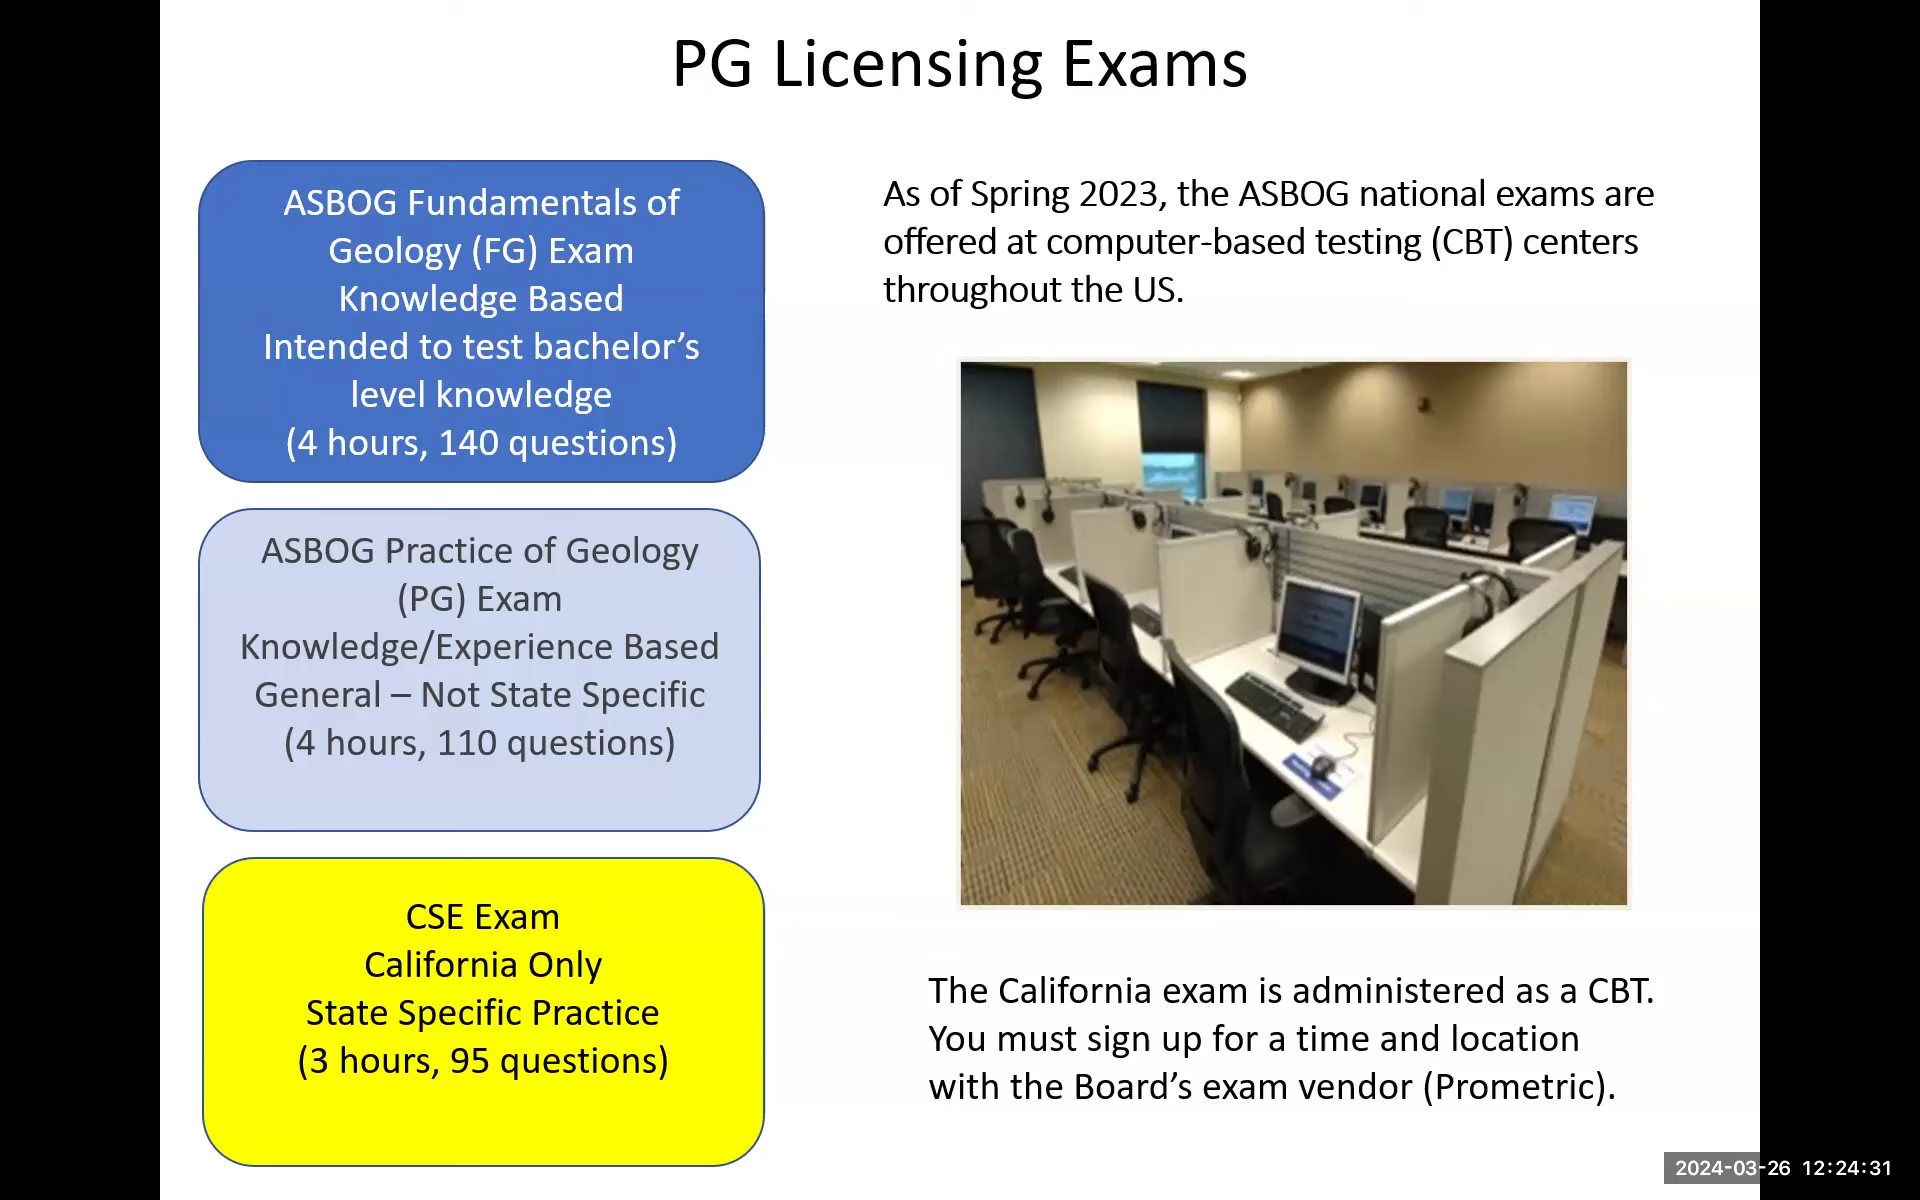 PG Licensing Exams
ASBOG Fundamentals of
Geology (FG) Exam
Knowledge Based
Intended to test bachelor’s
level knowledge
(4 hours, 140 questions)
ASBOG Practice of Geology
(PG) Exam
Knowledge/Experience Based
General – Not State Specific
(4 hours, 110 questions)
CSE Exam
California Only
State Specific Practice
(3 hours, 95 questions)
As of Spring 2023, the ASBOG national exams are
offered at computer-based testing (CBT) centers
throughout the US.
The California exam is administered as a CBT.
You must sign up for a time and location
with the Board’s exam vendor (Prometric).
2024-03-26 12:24:31